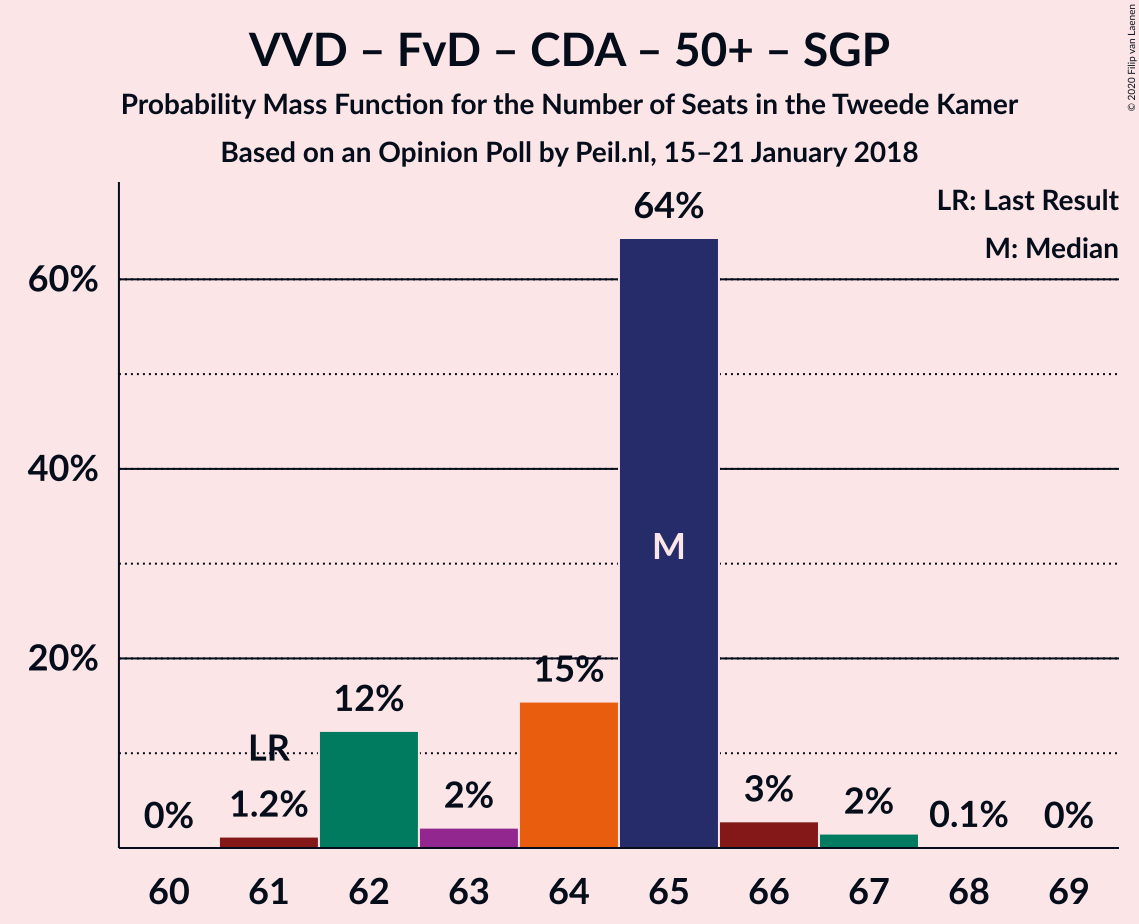 VVD – FvD – CDA – 50+ – SGP
Probability Mass Function for the Number of Seats in the Tweede Kamer
Based on an Opinion Poll by Peil.nl, 15–21 January 2018
© 2020 Filip van Laenen
LR: Last Result
M: Median
60%
40%
20%
0%
LR
1.2%
12%
2%
15%
64%
M
3%
2%
0.1%
0%
60 61 62 63 64 65 66 67 68 69